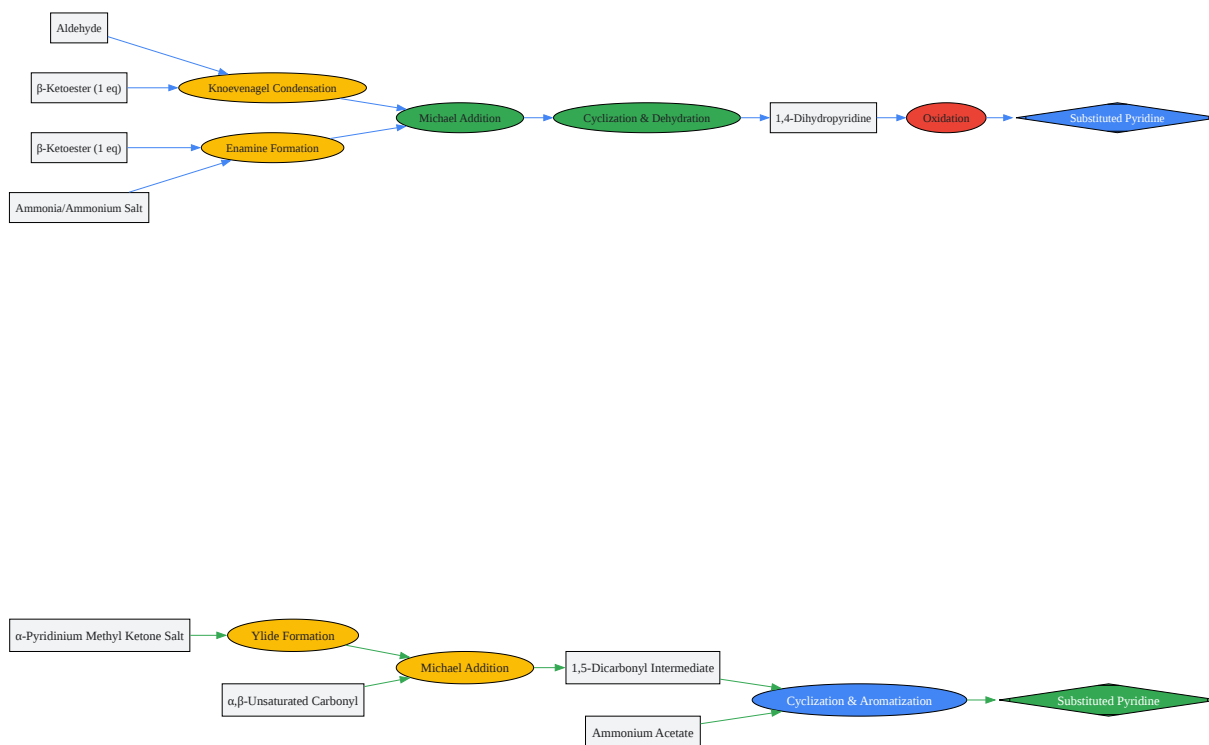 Aldehyde
β-Ketoester (1 eq)
Knoevenagel Condensation
Michael Addition
Cyclization & Dehydration
1,4-Dihydropyridine
Oxidation
Substituted Pyridine
β-Ketoester (1 eq)
Enamine Formation
Ammonia/Ammonium Salt
α-Pyridinium Methyl Ketone Salt
Ylide Formation
Michael Addition
1,5-Dicarbonyl Intermediate
α,β-Unsaturated Carbonyl
Cyclization & Aromatization
Substituted Pyridine
Ammonium Acetate